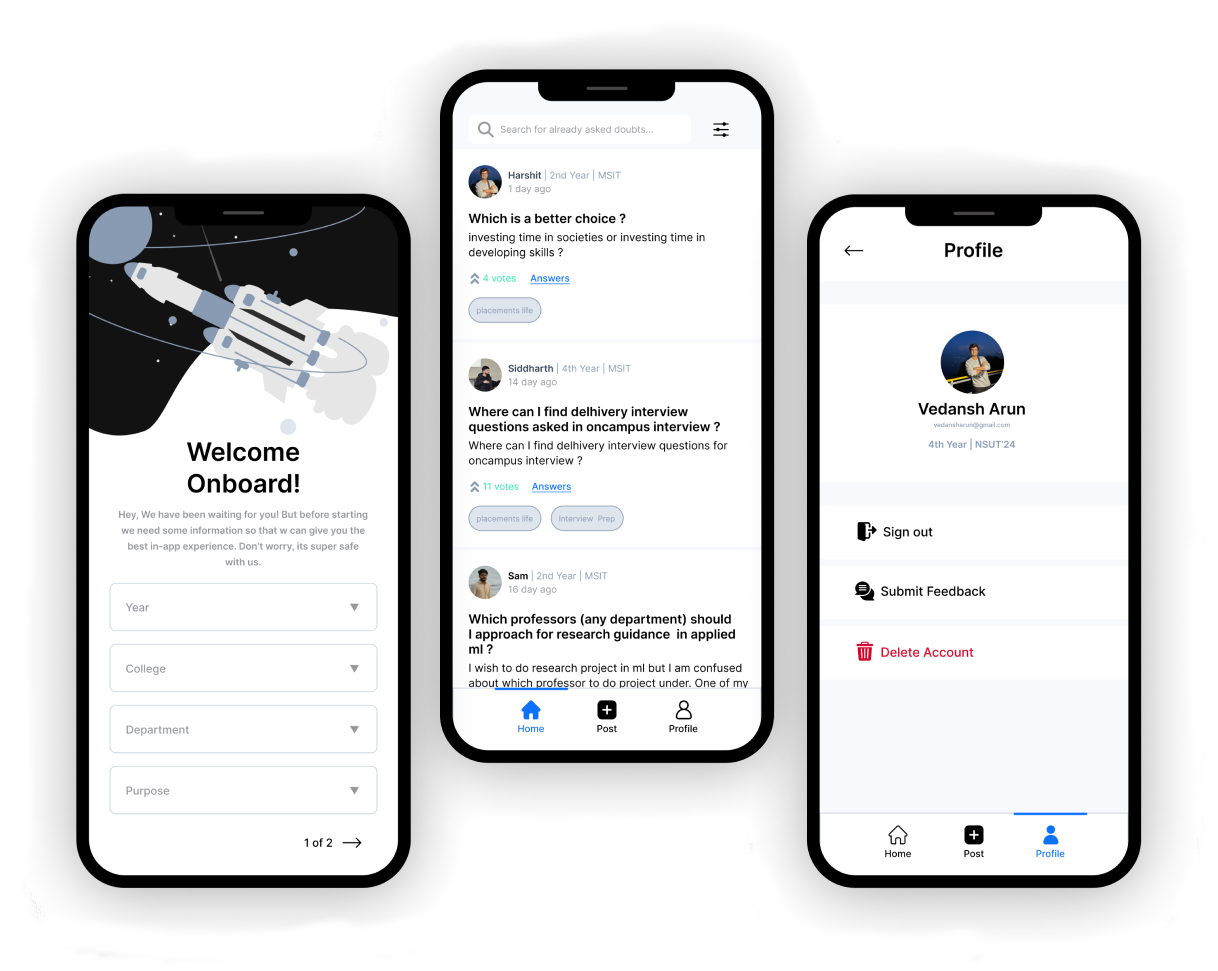 Welcome
Onboard!
Hey, We have been waiting for you! But before starting
we need some information so that w can give you the
best in-app experience. Don't worry, its super safe
with us.
Year
College
Department
Purpose
1 of 2
Search for already asked doubts...
Harshit | 2nd Year | MSIT
1 day ago
Which is a better choice ?
investing time in societies or investing time in
developing skills ?
4 votes Answers
placements life
Siddharth | 4th Year | MSIT
14 day ago
Where can I find delhivery interview
questions asked in oncampus interview ?
Where can I find delhivery interview questions for
oncampus interview ?
11 votes Answers
placements life Interview Prep
Sam | 2nd Year | MSIT
16 day ago
Which professors (any department) should
I approach for research guidance in applied
ml ?
I wish to do research project in ml but I am confused
about which professor to do project under. One of my
Home Post Profile
Profile
Vedansh Arun
vedansharun@gmail.com
4th Year | NSUT'24
Sign out
Submit Feedback
Delete Account
Home Post Profile